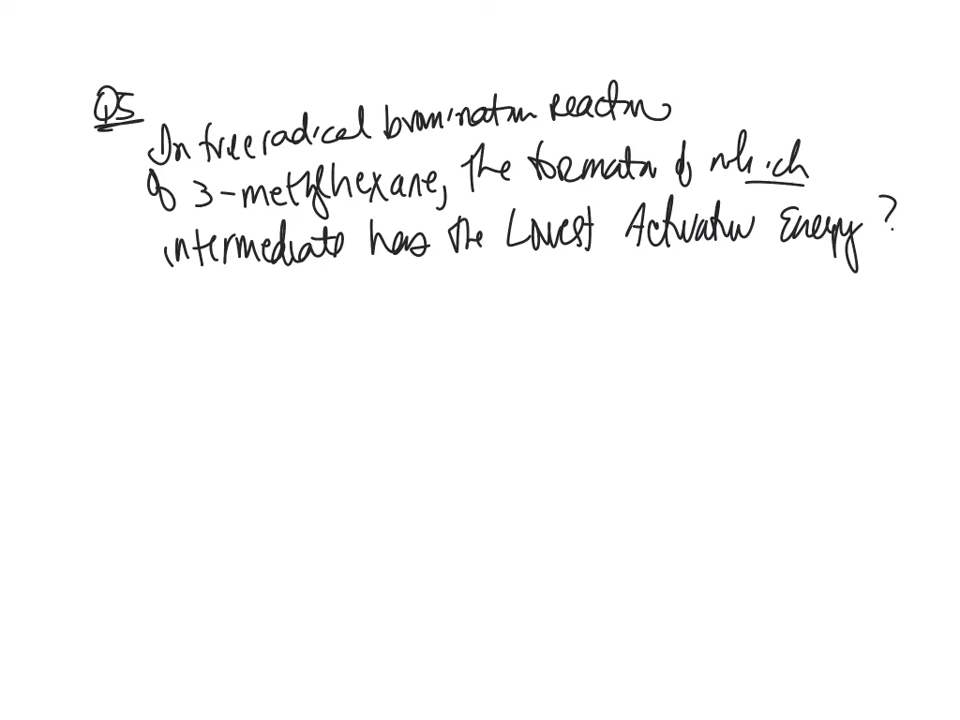 Q5
In free radical bromination reaction
of 3-methylhexane, the formation of which
intermediate has the Lowest Activation Energy?